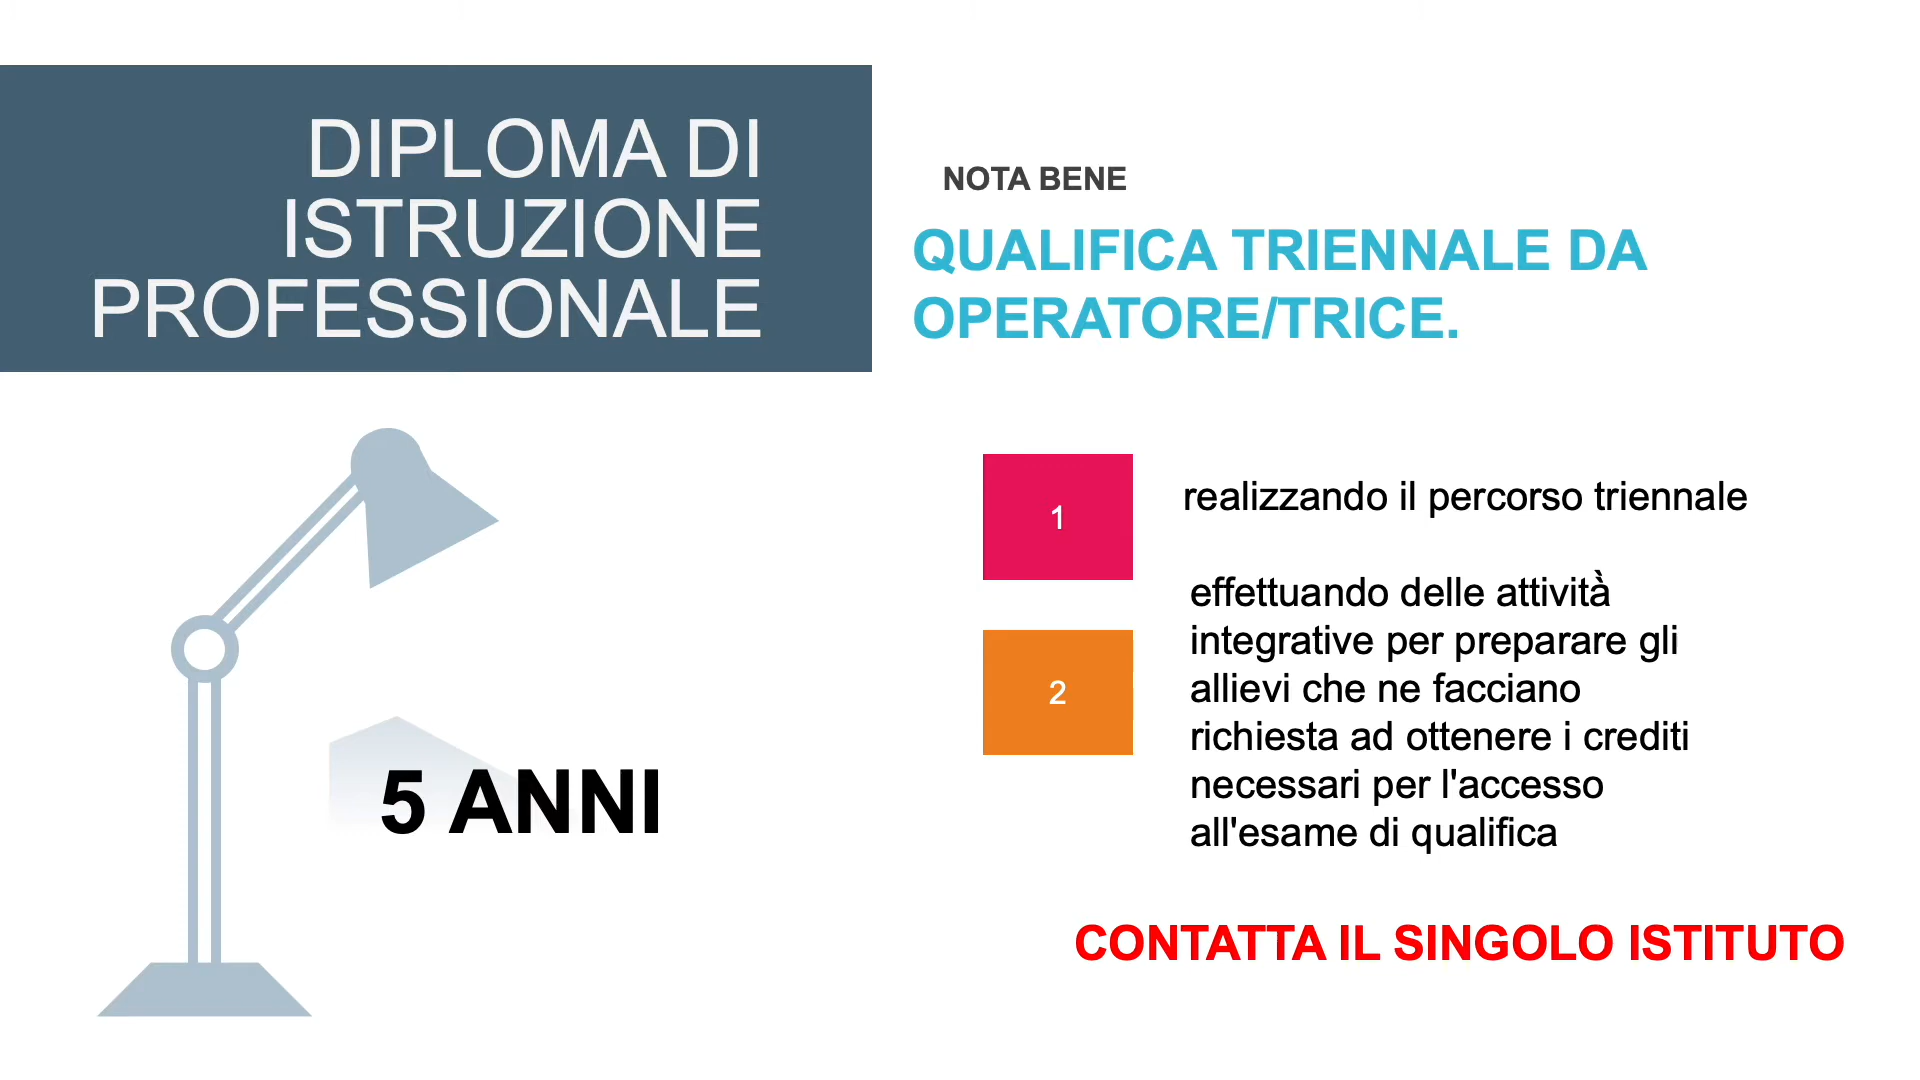 DIPLOMA DI
ISTRUZIONE
PROFESSIONALE
5 ANNI
NOTA BENE
QUALIFICA TRIENNALE DA
OPERATORE/TRICE.
1
realizzando il percorso triennale
2
effettuando delle attività̀
integrative per preparare gli
allievi che ne facciano
richiesta ad ottenere i crediti
necessari per l'accesso
all'esame di qualifica
CONTATTA IL SINGOLO ISTITUTO